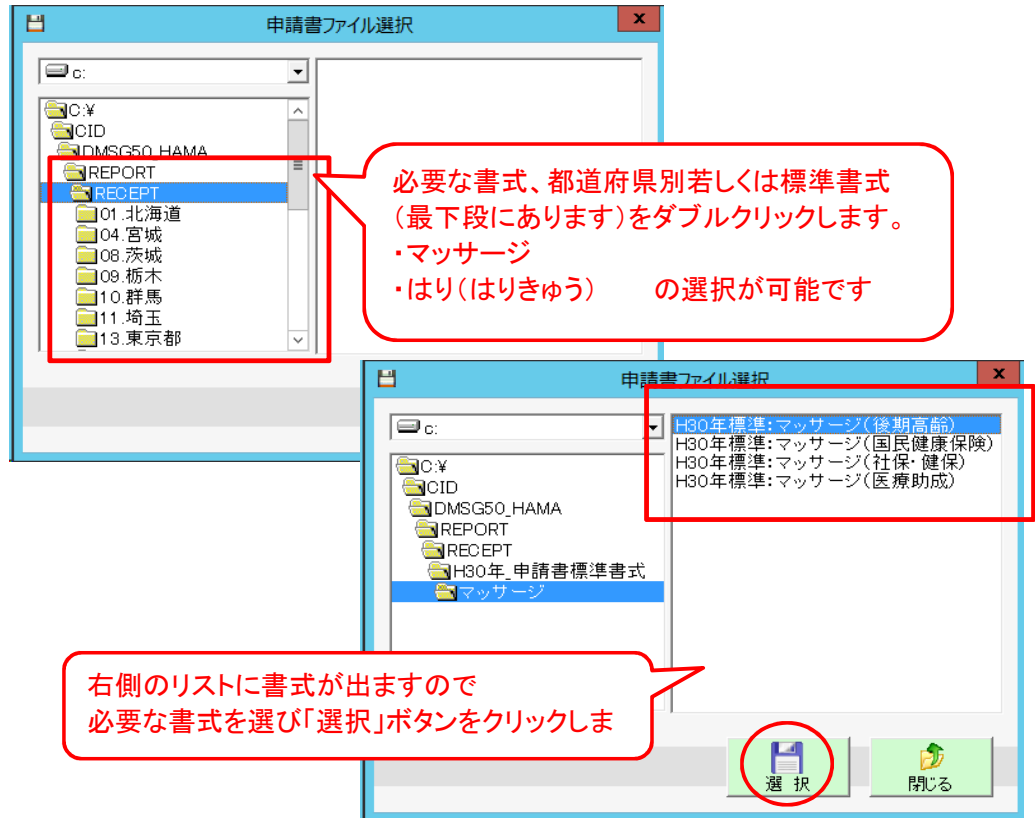 申請書ファイル選択
x
c:
C:¥
CID
DMSG50_HAMA
REPORT
RECEPT
01.北海道
04.宮城
08.茨城
09.栃木
10.群馬
11.埼玉
13.東京都
必要な書式、都道府県別若しくは標準書式
(最下段にあります)をダブルクリックします。
・マッサージ
・はり(はりきゅう) の選択が可能です
申請書ファイル選択
x
c:
C:¥
CID
DMSG50_HAMA
REPORT
RECEPT
H30年_申請書標準書式
マッサージ
H30年標準:マッサージ(後期高齢)
H30年標準:マッサージ(国民健康保険)
H30年標準:マッサージ(社保・健保)
H30年標準:マッサージ(医療助成)
右側のリストに書式が出ますので
必要な書式を選び「選択」ボタンをクリックしま
選 択
閉じる